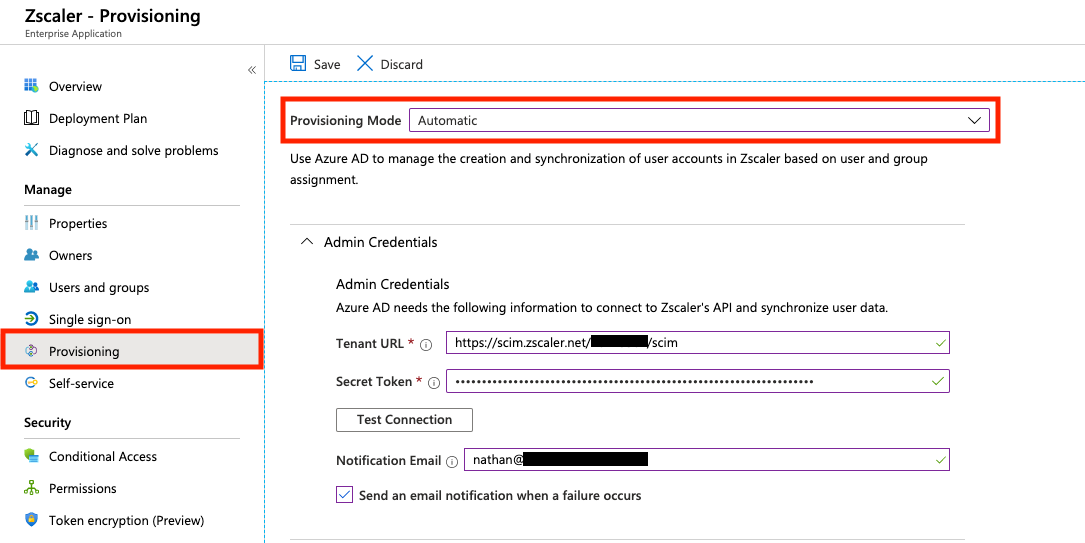 Zscaler - Provisioning
Enterprise Application
«
Overview
Deployment Plan
Diagnose and solve problems
Manage
Properties
Owners
Users and groups
Single sign-on
Provisioning
Self-service
Security
Conditional Access
Permissions
Token encryption (Preview)
Save Discard
Provisioning Mode Automatic
Use Azure AD to manage the creation and synchronization of user accounts in Zscaler based on user and group
assignment.
Admin Credentials
Admin Credentials
Azure AD needs the following information to connect to Zscaler's API and synchronize user data.
Tenant URL * https://scim.zscaler.net/ /scim
Secret Token * ••••••••••••••••••••••••••••••••••••••••••••••••••••••••••••••••••••
Test Connection
Notification Email nathan@
Send an email notification when a failure occurs